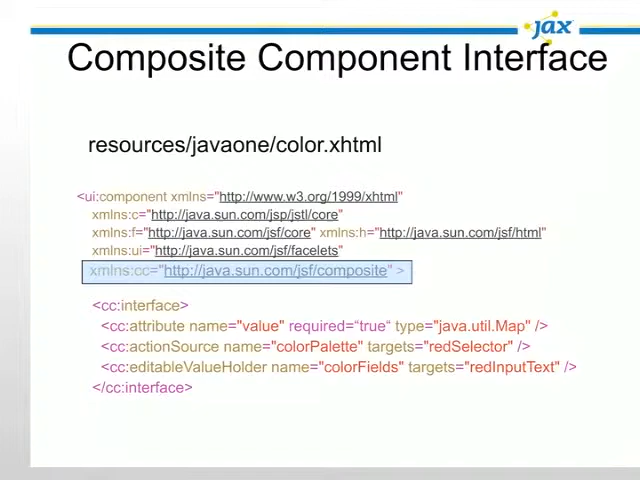 jax
Composite Component Interface
resources/javaone/color.xhtml
<ui:component xmlns="http://www.w3.org/1999/xhtml"
xmlns:c="http://java.sun.com/jsp/jstl/core"
xmlns:f="http://java.sun.com/jsf/core" xmlns:h="http://java.sun.com/jsf/html"
xmlns:ui="http://java.sun.com/jsf/facelets"
xmlns:cc="http://java.sun.com/jsf/composite" >
<cc:interface>
<cc:attribute name="value" required=“true“ type="java.util.Map" />
<cc:actionSource name="colorPalette" targets="redSelector" />
<cc:editableValueHolder name="colorFields" targets="redInputText" />
</cc:interface>